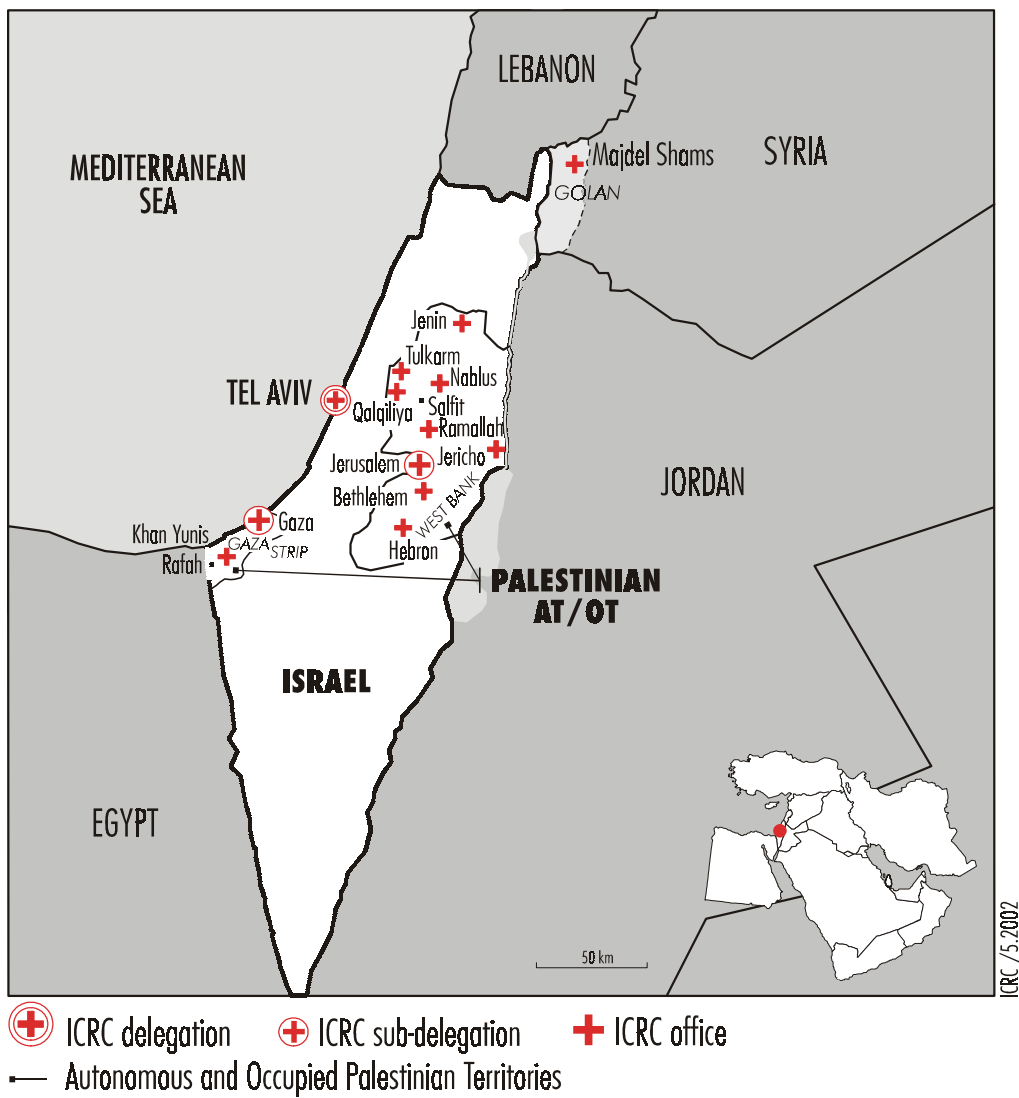 LEBANON
SYRIA
MEDITERRANEAN
SEA
Majdel Shams
GOLAN
Jenin
Tulkarm
Nablus
TEL AVIV
Qalqiliya
Salfit
Ramallah
Jerusalem
Jericho
JORDAN
Bethlehem
WEST BANK
Gaza
Khan Yunis
GAZA STRIP
Hebron
Rafah
PALESTINIAN
AT/OT
ISRAEL
EGYPT
50 km
ICRC /5.2002
ICRC delegation
ICRC sub-delegation
ICRC office
Autonomous and Occupied Palestinian Territories